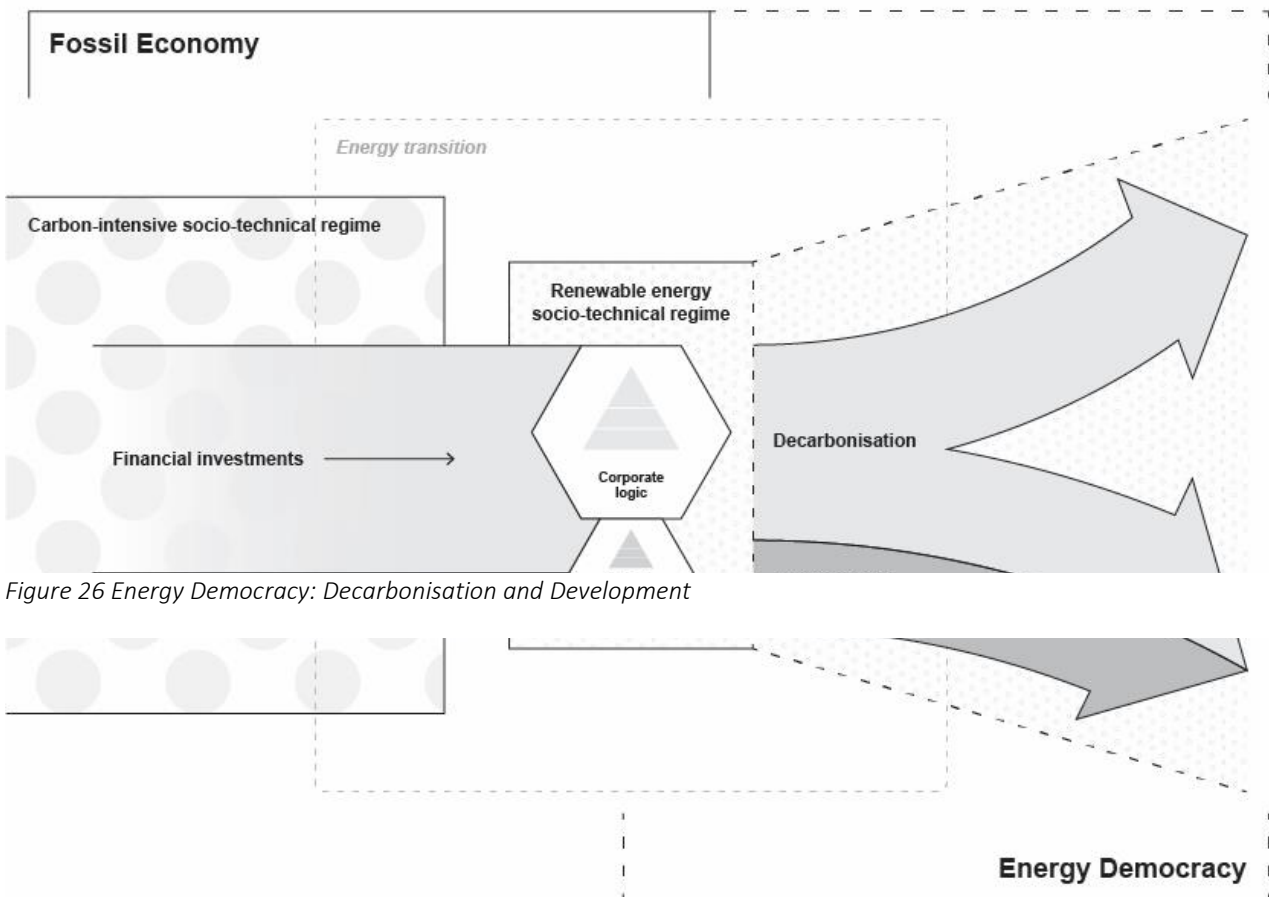 Fossil Economy
Energy transition
Carbon-intensive socio-technical regime
Renewable energy
socio-technical regime
Financial investments
Corporate
logic
Decarbonisation
Figure 26 Energy Democracy: Decarbonisation and Development
Energy Democracy